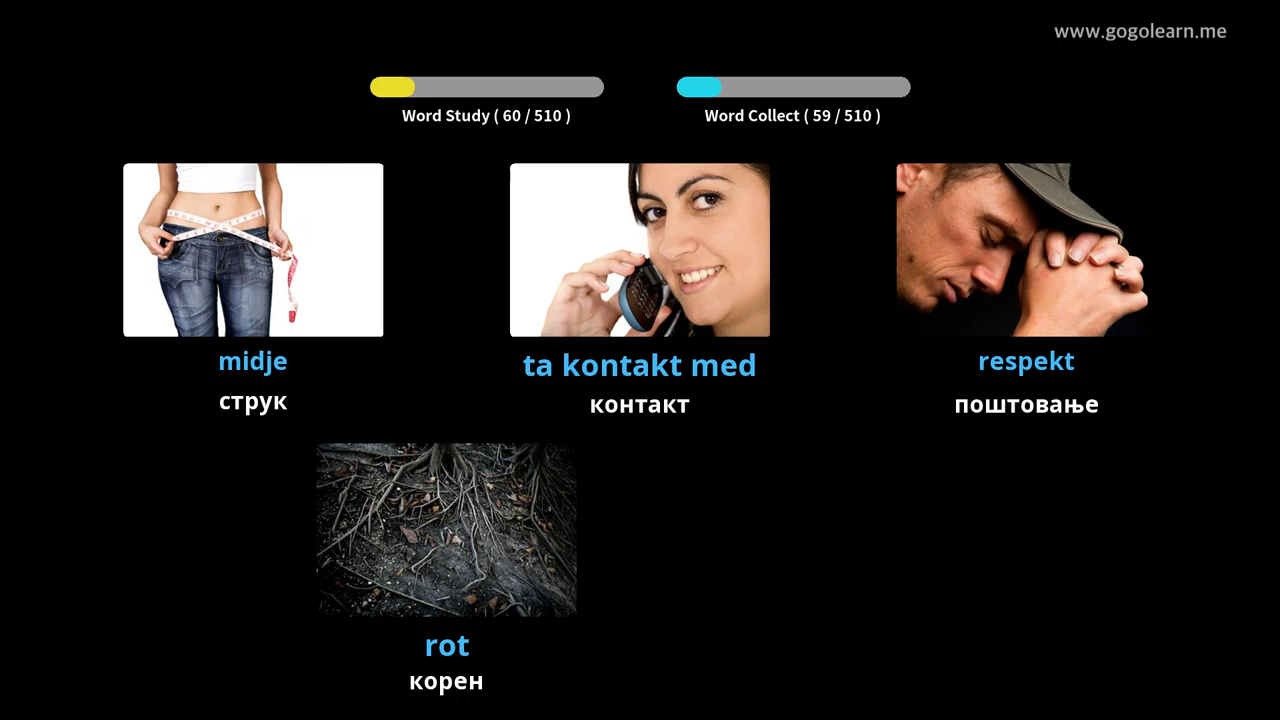 www.gogolearn.me
Word Study ( 60 / 510 )
Word Collect ( 59 / 510 )
midje
ta kontakt med
respekt
струк
контакт
поштовање
rot
корен